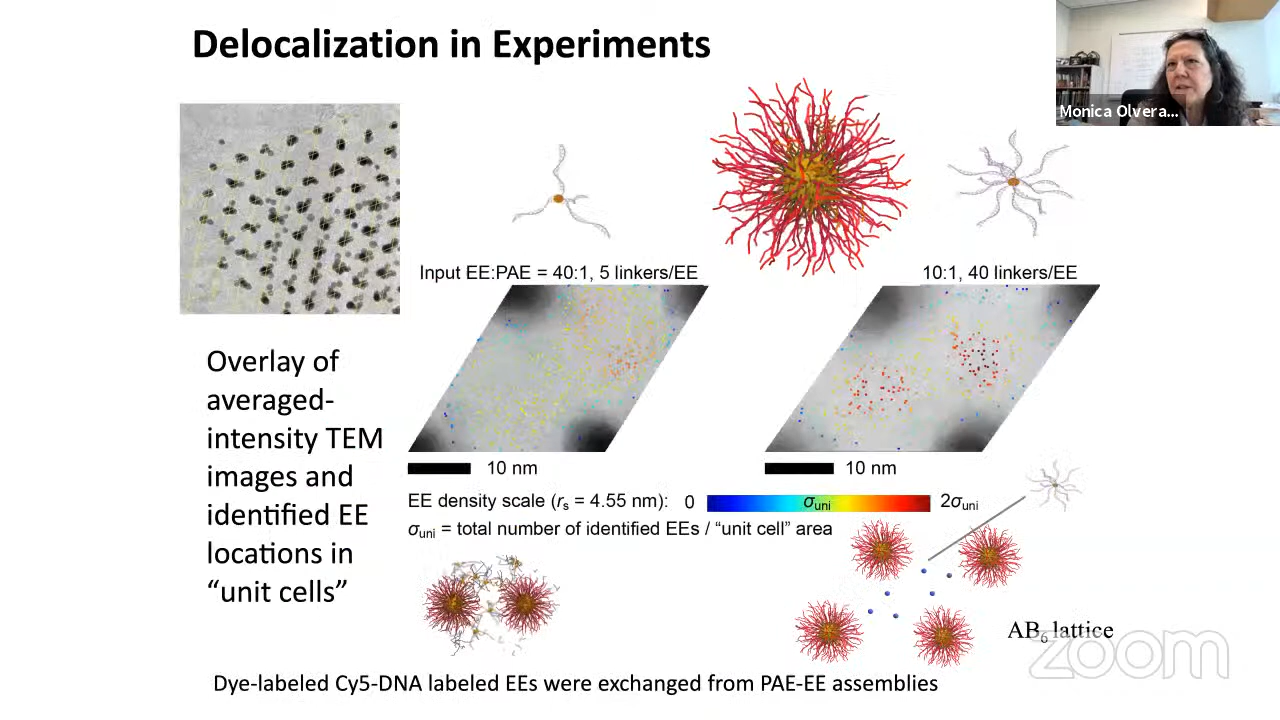 Delocalization in Experiments
Monica Olvera...
Input EE:PAE = 40:1, 5 linkers/EE
10:1, 40 linkers/EE
Overlay of
averaged-
intensity TEM
images and
identified EE
locations in
“unit cells”
10 nm
10 nm
EE density scale (rs = 4.55 nm): 0
σuni
2σuni
σuni = total number of identified EEs / “unit cell” area
AB6 lattice
zoom
Dye-labeled Cy5-DNA labeled EEs were exchanged from PAE-EE assemblies